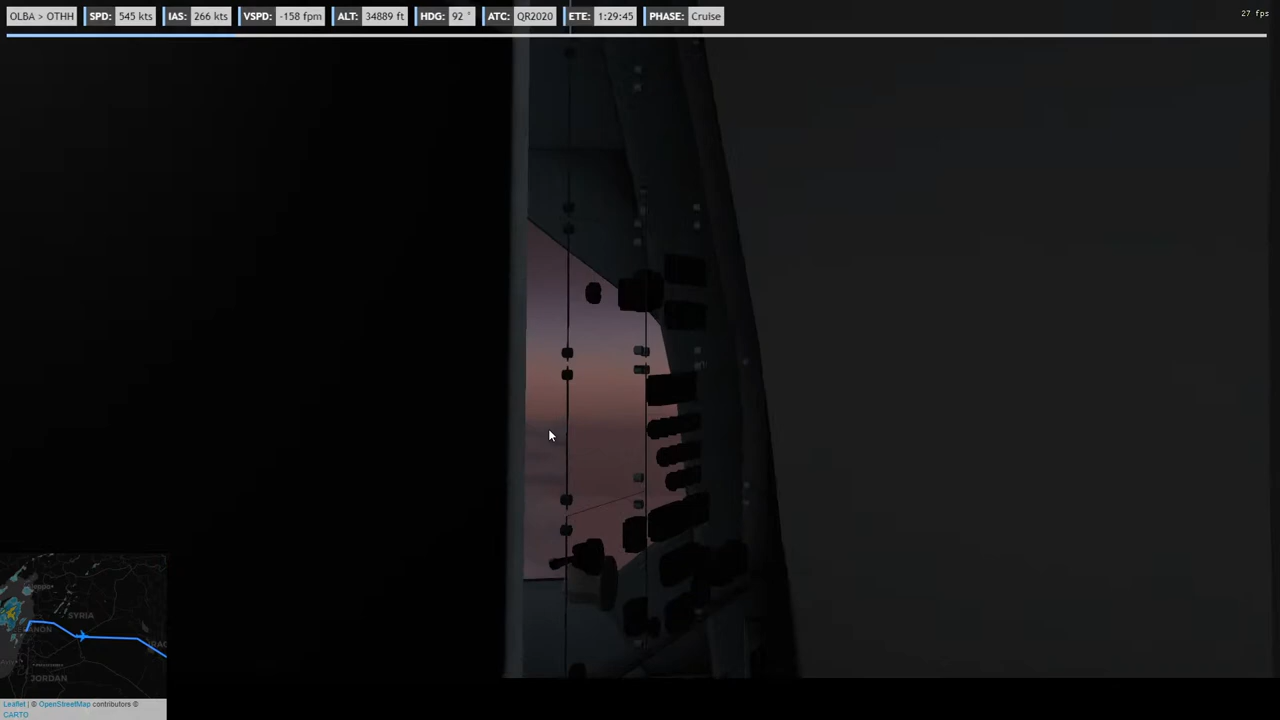 OLBA > OTHH SPD: 545 kts IAS: 266 kts VSPD: -158 fpm ALT: 34889 ft HDG: 92 ° ATC: QR2020 ETE: 1:29:45 PHASE: Cruise
27 fps
SYRIA
JORDAN
Leaflet | © OpenStreetMap contributors ©
CARTO